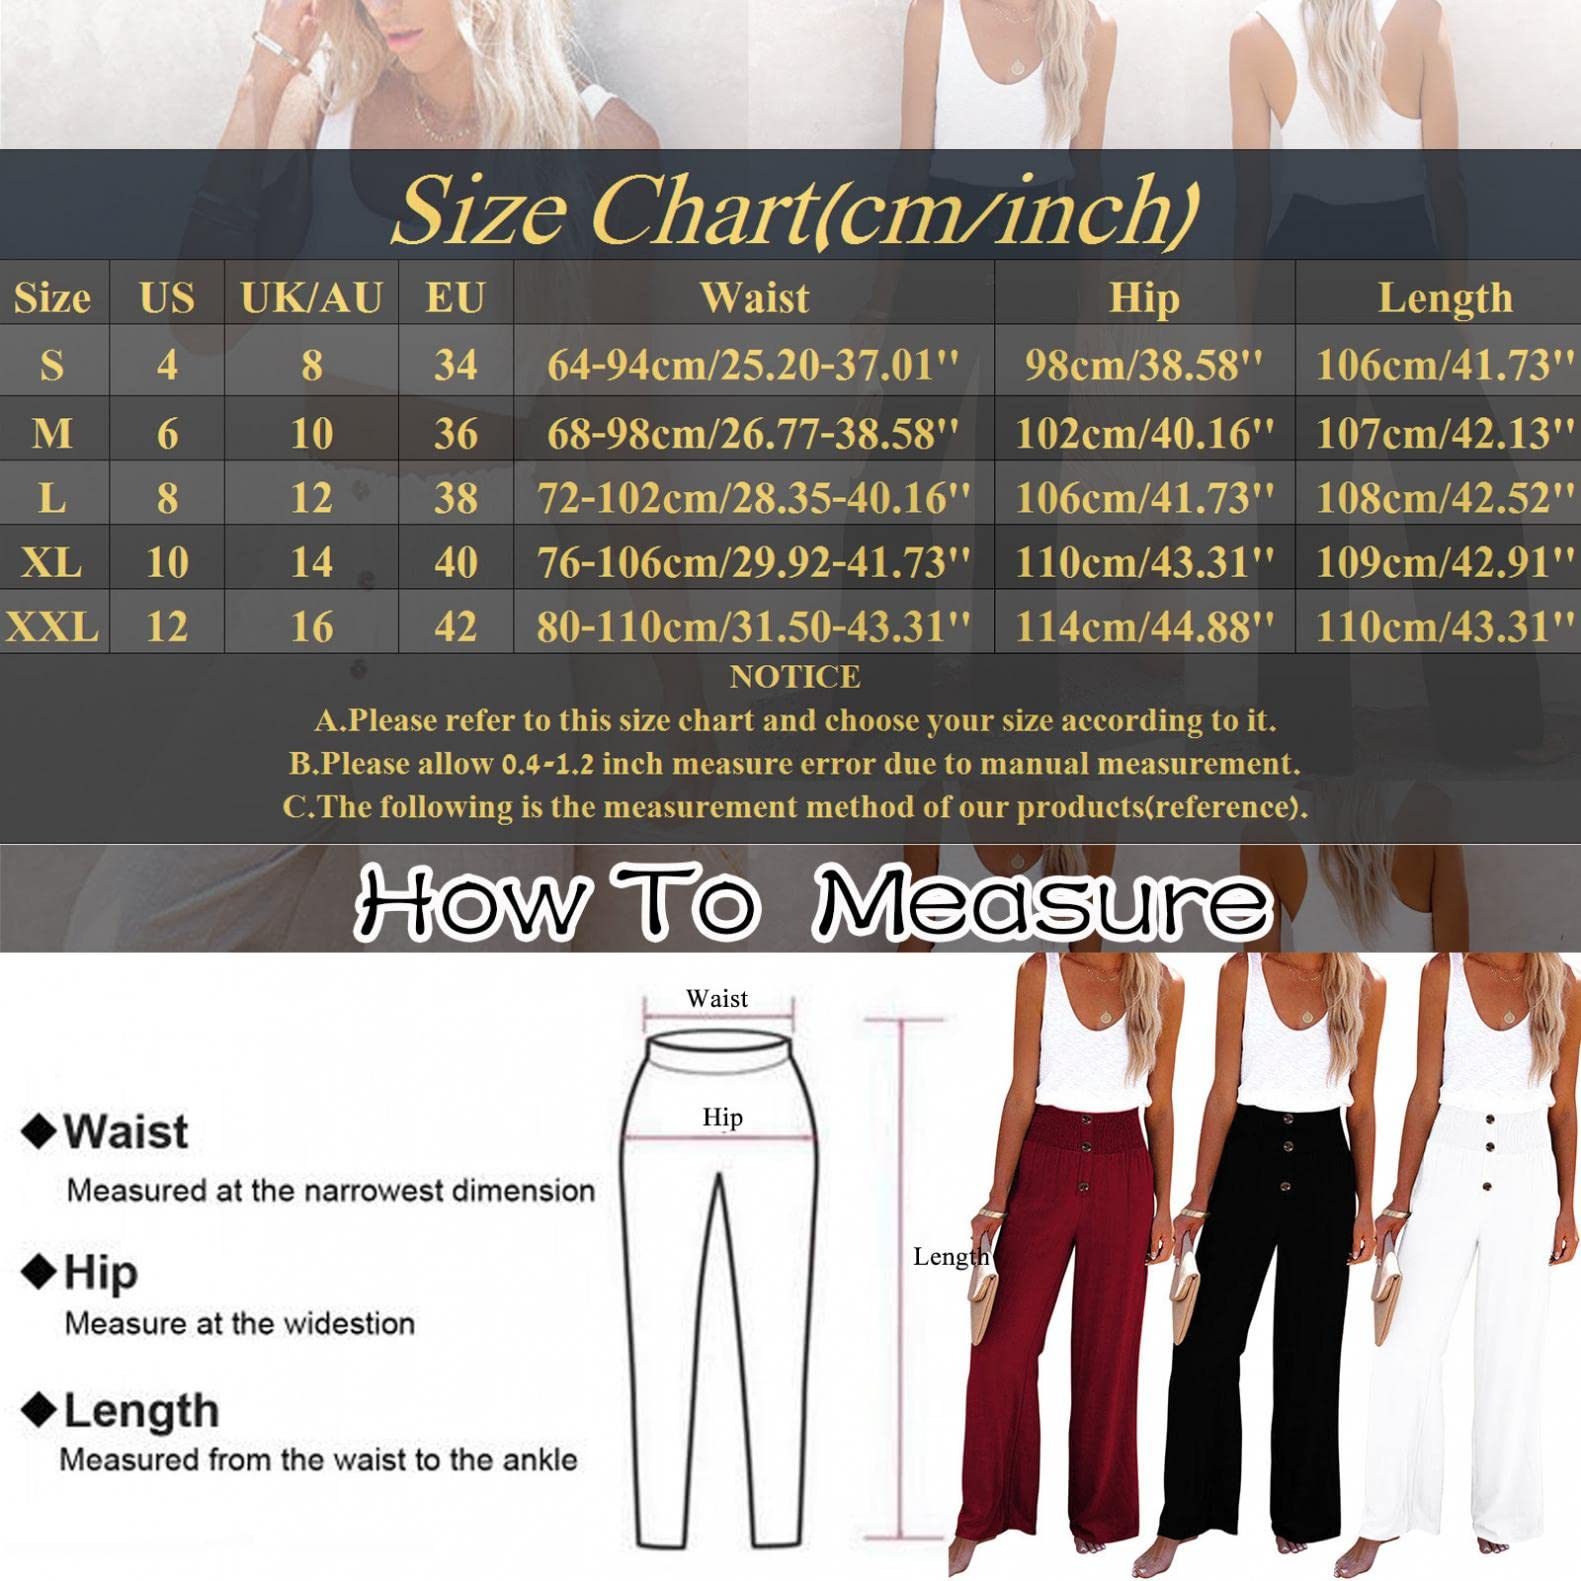 Size Chart(cm/inch)
Size US UK/AU EU Waist Hip Length
S 4 8 34 64-94cm/25.20-37.01'' 98cm/38.58'' 106cm/41.73''
M 6 10 36 68-98cm/26.77-38.58'' 102cm/40.16'' 107cm/42.13''
L 8 12 38 72-102cm/28.35-40.16'' 106cm/41.73'' 108cm/42.52''
XL 10 14 40 76-106cm/29.92-41.73'' 110cm/43.31'' 109cm/42.91''
XXL 12 16 42 80-110cm/31.50-43.31'' 114cm/44.88'' 110cm/43.31''
NOTICE
A.Please refer to this size chart and choose your size according to it.
B.Please allow 0.4-1.2 inch measure error due to manual measurement.
C.The following is the measurement method of our products(reference).
How To Measure
◆Waist
Measured at the narrowest dimension
◆Hip
Measure at the widestion
◆Length
Measured from the waist to the ankle
Waist
Hip
Length